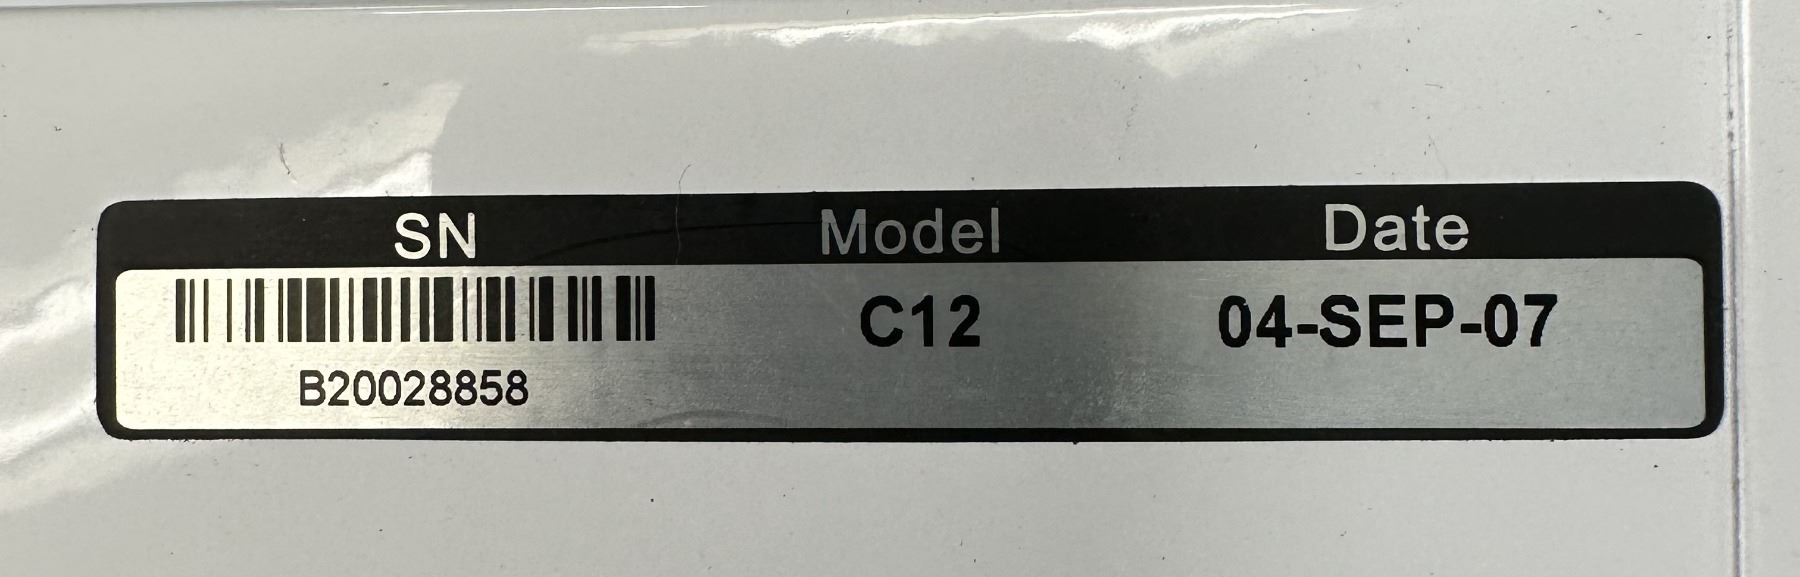 SN Model Date
C12 04-SEP-07
B20028858